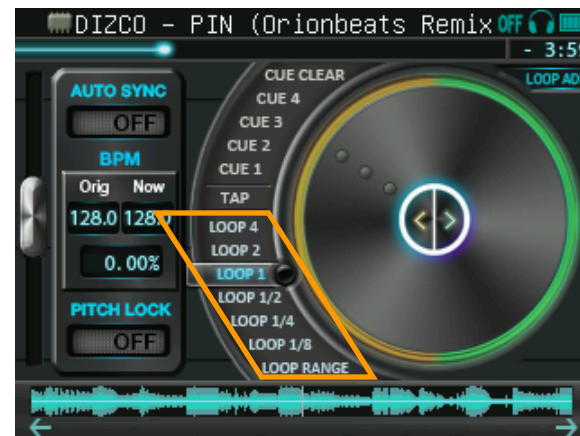 DIZCO - PIN (Orionbeats Remix
OFF
- 3:59
LOOP AD
AUTO SYNC
OFF
BPM
Orig Now
128.0 128.0
0.00%
PITCH LOCK
OFF
CUE CLEAR
CUE 4
CUE 3
CUE 2
CUE 1
TAP
LOOP 4
LOOP 2
LOOP 1
LOOP 1/2
LOOP 1/4
LOOP 1/8
LOOP RANGE